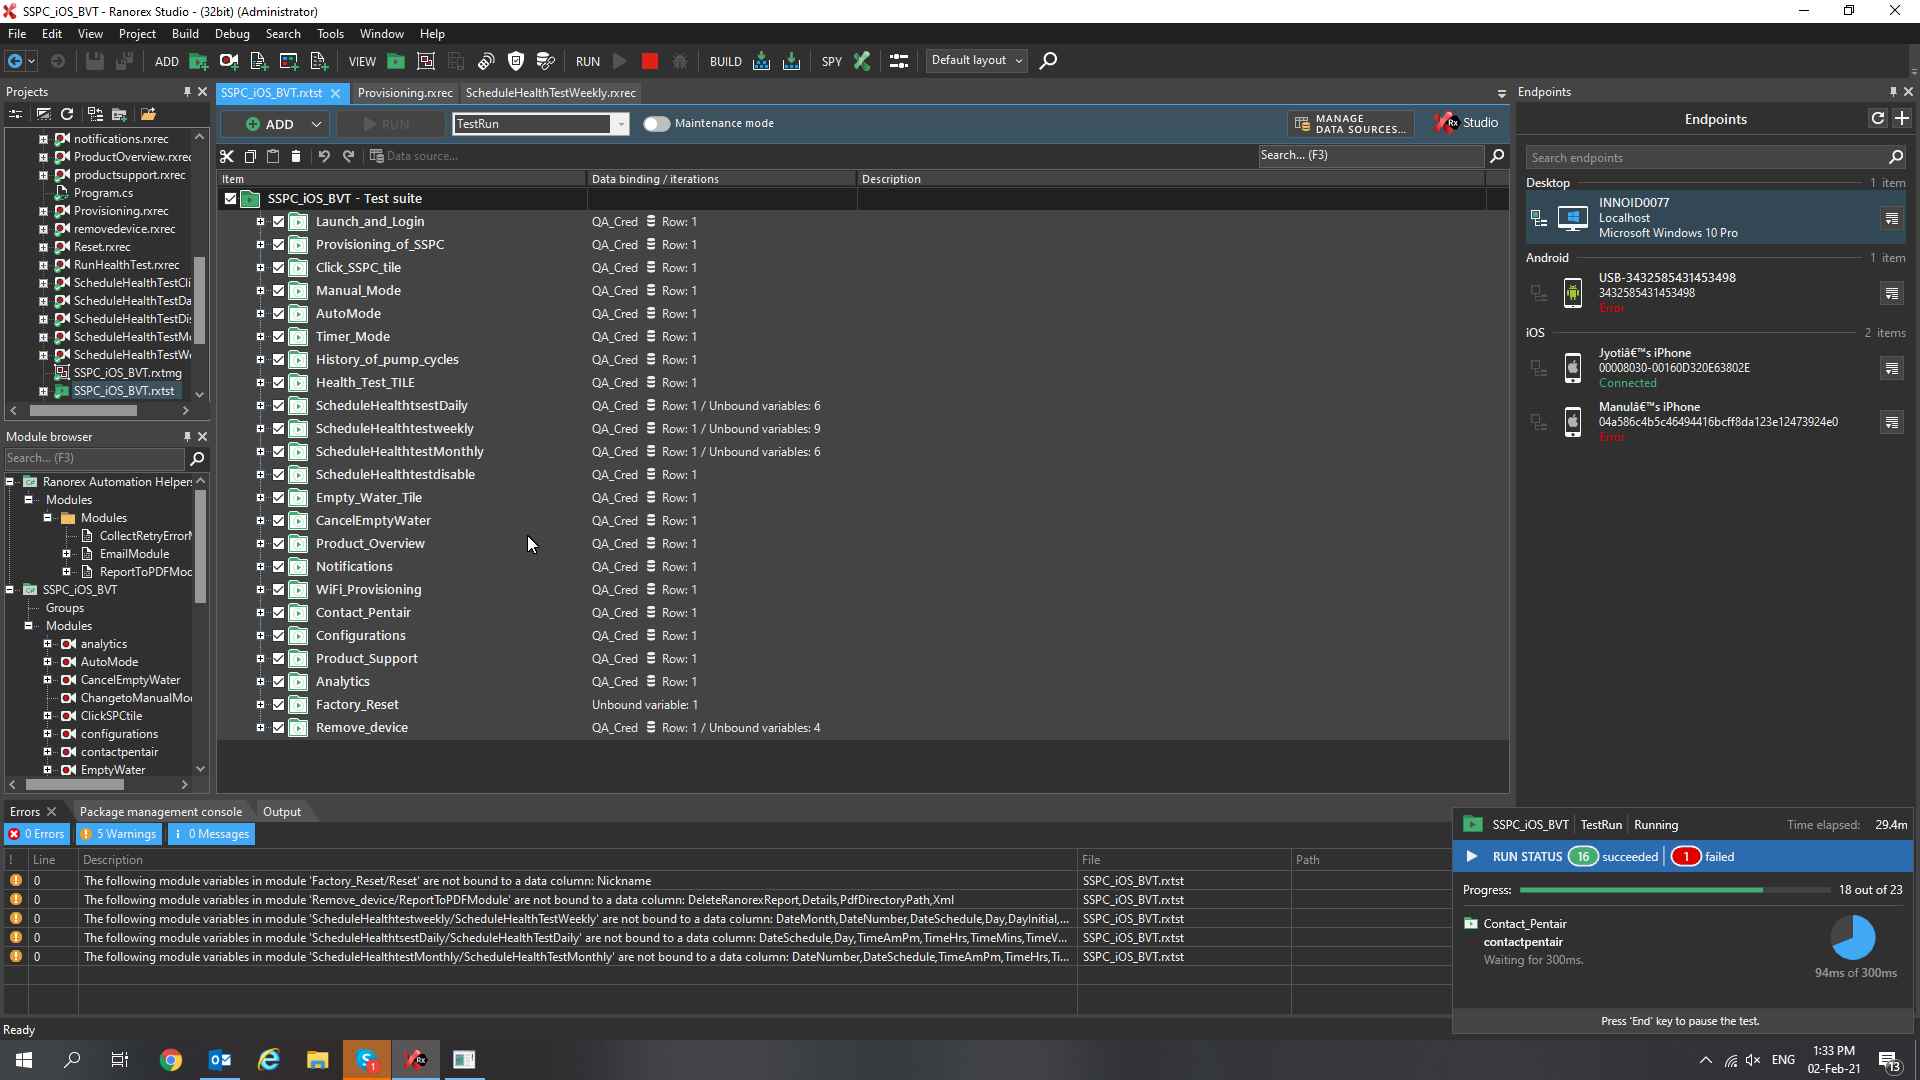 SSPC_iOS_BVT - Ranorex Studio - (32bit) (Administrator)
File Edit View Project Build Debug Search Tools Window Help
ADD VIEW RUN BUILD SPY Default layout
Projects
notifications.rxrec
ProductOverview.rxrec
productsupport.rxrec
Program.cs
Provisioning.rxrec
removedevice.rxrec
Reset.rxrec
RunHealthTest.rxrec
ScheduleHealthTestCli
ScheduleHealthTestDa
ScheduleHealthTestDis
ScheduleHealthTestMo
ScheduleHealthTestWe
SSPC_iOS_BVT.rxtmg
SSPC_iOS_BVT.rxtst
Module browser
Search... (F3)
Ranorex Automation Helpers
Modules
Modules
CollectRetryErrorM
EmailModule
ReportToPDFMod
SSPC_iOS_BVT
Groups
Modules
analytics
AutoMode
CancelEmptyWater
ChangetoManualMod
ClickSPCtile
configurations
contactpentair
EmptyWater
SSPC_iOS_BVT.rxtst Provisioning.rxrec ScheduleHealthTestWeekly.rxrec
ADD RUN TestRun Maintenance mode MANAGE DATA SOURCES... Rx Studio
Data source... Search... (F3)
Item Data binding / iterations Description
SSPC_iOS_BVT - Test suite
Launch_and_Login QA_Cred Row: 1
Provisioning_of_SSPC QA_Cred Row: 1
Click_SSPC_tile QA_Cred Row: 1
Manual_Mode QA_Cred Row: 1
AutoMode QA_Cred Row: 1
Timer_Mode QA_Cred Row: 1
History_of_pump_cycles QA_Cred Row: 1
Health_Test_TILE QA_Cred Row: 1
ScheduleHealthtsestDaily QA_Cred Row: 1 / Unbound variables: 6
ScheduleHealthtestweekly QA_Cred Row: 1 / Unbound variables: 9
ScheduleHealthtestMonthly QA_Cred Row: 1 / Unbound variables: 6
ScheduleHealthtestdisable QA_Cred Row: 1
Empty_Water_Tile QA_Cred Row: 1
CancelEmptyWater QA_Cred Row: 1
Product_Overview QA_Cred Row: 1
Notifications QA_Cred Row: 1
WiFi_Provisioning QA_Cred Row: 1
Contact_Pentair QA_Cred Row: 1
Configurations QA_Cred Row: 1
Product_Support QA_Cred Row: 1
Analytics QA_Cred Row: 1
Factory_Reset Unbound variable: 1
Remove_device QA_Cred Row: 1 / Unbound variables: 4
Endpoints
Endpoints
Search endpoints
Desktop 1 item
INNOID0077
Localhost
Microsoft Windows 10 Pro
Android 1 item
USB-3432585431453498
3432585431453498
Error
iOS 2 items
Jyotiâ€™s iPhone
00008030-00160D320E63802E
Connected
Manulâ€™s iPhone
04a586c4b5c46494416bcff8da123e12473924e0
Error
Errors Package management console Output
0 Errors 5 Warnings 0 Messages
! Line Description File Path
0 The following module variables in module 'Factory_Reset/Reset' are not bound to a data column: Nickname SSPC_iOS_BVT.rxtst
0 The following module variables in module 'Remove_device/ReportToPDFModule' are not bound to a data column: DeleteRanorexReport,Details,PdfDirectoryPath,Xml SSPC_iOS_BVT.rxtst
0 The following module variables in module 'ScheduleHealthtestweekly/ScheduleHealthTestWeekly' are not bound to a data column: DateMonth,DateNumber,DateSchedule,Day,DayInitial,... SSPC_iOS_BVT.rxtst
0 The following module variables in module 'ScheduleHealthtsestDaily/ScheduleHealthTestDaily' are not bound to a data column: DateSchedule,Day,TimeAmPm,TimeHrs,TimeMins,TimeV... SSPC_iOS_BVT.rxtst
0 The following module variables in module 'ScheduleHealthtestMonthly/ScheduleHealthTestMonthly' are not bound to a data column: DateNumber,DateSchedule,TimeAmPm,TimeHrs,Ti... SSPC_iOS_BVT.rxtst
SSPC_iOS_BVT TestRun Running Time elapsed: 29.4m
RUN STATUS 16 succeeded 1 failed
Progress: 18 out of 23
Contact_Pentair
contactpentair
Waiting for 300ms.
94ms of 300ms
Press 'End' key to pause the test.
Ready
ENG
1:33 PM
02-Feb-21
13